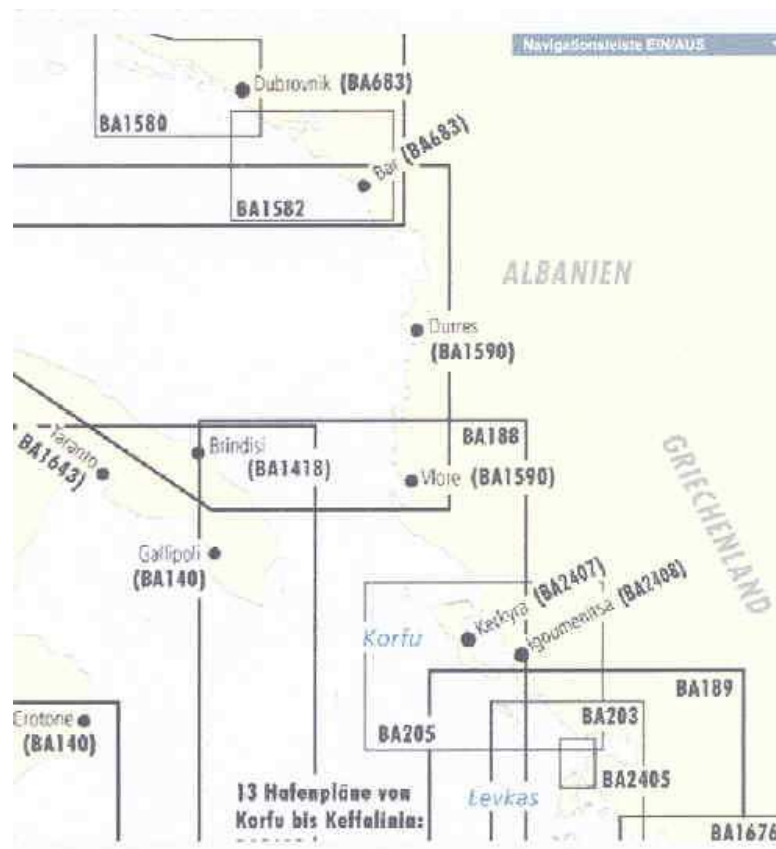 Navigationsleiste EIN/AUS
Dubrovnik (BA683)
BA1580
Bar (BA683)
BA1582
ALBANIEN
Durres
(BA1590)
BA188
Brindisi
(BA1418)
Taranto
BA1643)
Vlore (BA1590)
GRIECHENLAND
Gallipoli
(BA140)
Kerkyra (BA2407)
Igoumenitsa (BA2408)
Korfu
BA189
BA203
Crotone
(BA140)
BA205
BA2405
13 Hafenpläne von
Korfu bis Keffalinia:
Levkas
BA1676